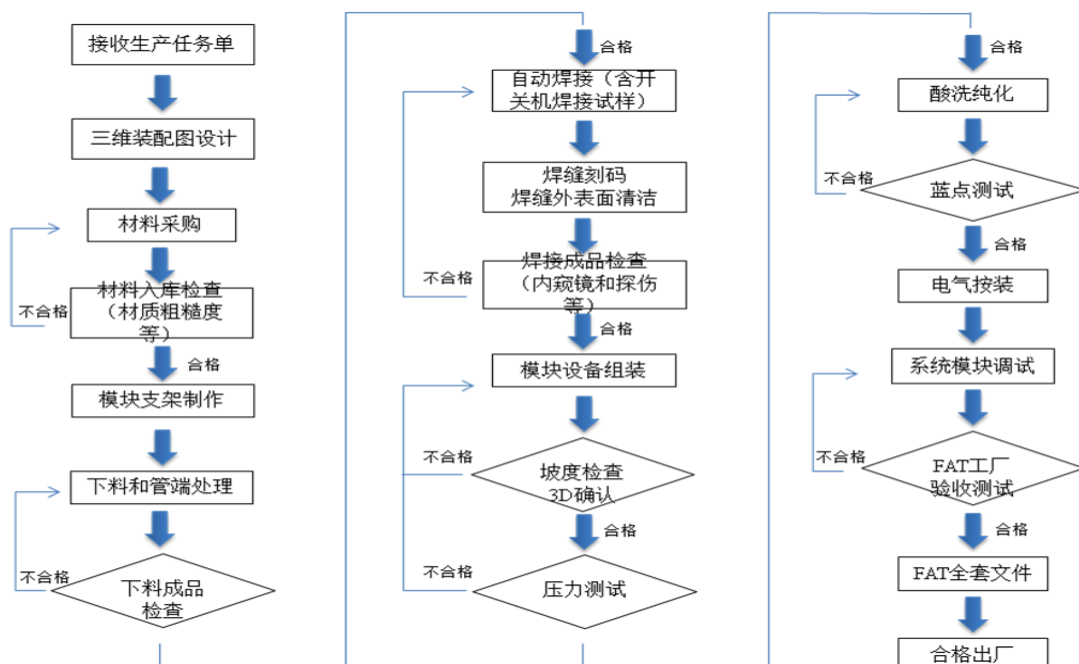 接收生产任务单
三维装配图设计
材料采购
材料入库检查
（材质粗糙度
等）
不合格
合格
模块支架制作
下料和管端处理
不合格
下料成品
检查
合格
自动焊接（含开
关机焊接试样）
焊缝刻码
焊缝外表面清洁
焊接成品检查
（内窥镜和探伤
等）
不合格
合格
模块设备组装
不合格
坡度检查
3D确认
合格
不合格
压力测试
合格
酸洗纯化
不合格
蓝点测试
合格
电气按装
系统模块调试
不合格
FAT工厂
验收测试
合格
FAT全套文件
合格出厂